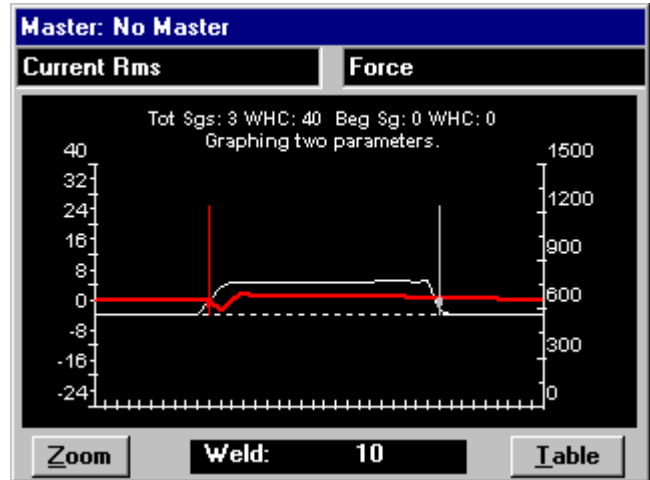 Master: No Master
Current Rms Force
Tot Sgs: 3 WHC: 40 Beg Sg: 0 WHC: 0
Graphing two parameters.
40 1500
32
24 1200
16 900
8
0 600
-8
-16 300
-24 0
Zoom Weld: 10 Table